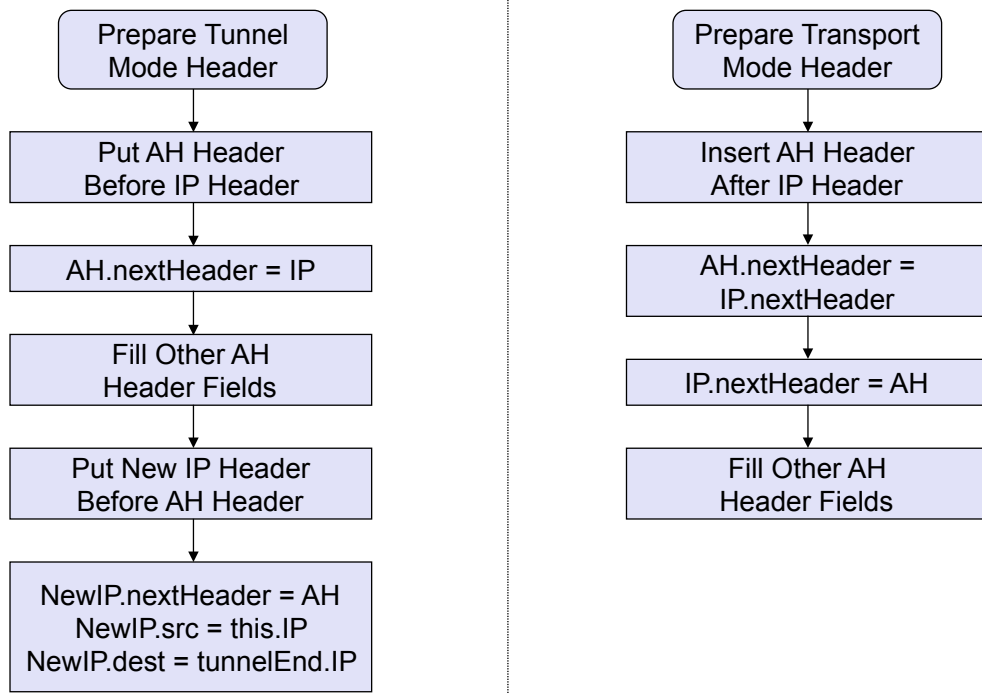 Prepare Tunnel
Mode Header
Put AH Header
Before IP Header
AH.nextHeader = IP
Fill Other AH
Header Fields
Put New IP Header
Before AH Header
NewIP.nextHeader = AH
NewIP.src = this.IP
NewIP.dest = tunnelEnd.IP
Prepare Transport
Mode Header
Insert AH Header
After IP Header
AH.nextHeader =
IP.nextHeader
IP.nextHeader = AH
Fill Other AH
Header Fields